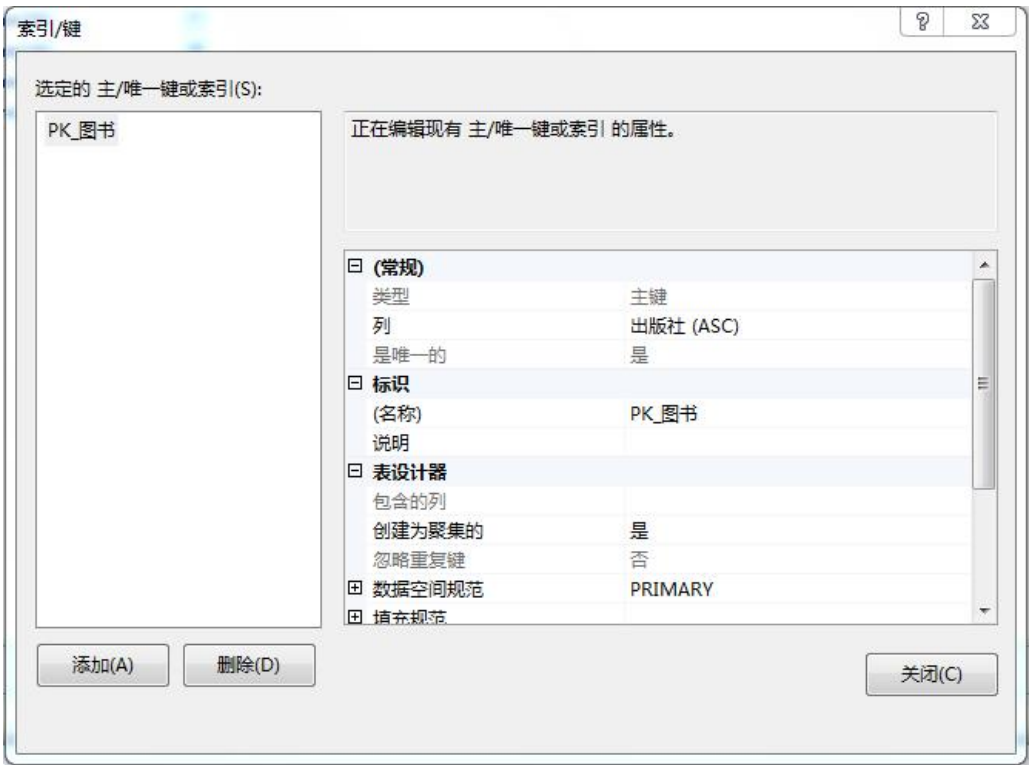 索引/键
选定的 主/唯一键或索引(S):
PK_图书
正在编辑现有 主/唯一键或索引 的属性。
(常规)
类型 主键
列 出版社 (ASC)
是唯一的 是
标识
(名称) PK_图书
说明
表设计器
包含的列
创建为聚集的 是
忽略重复键 否
数据空间规范 PRIMARY
填充规范
添加(A) 删除(D)
关闭(C)